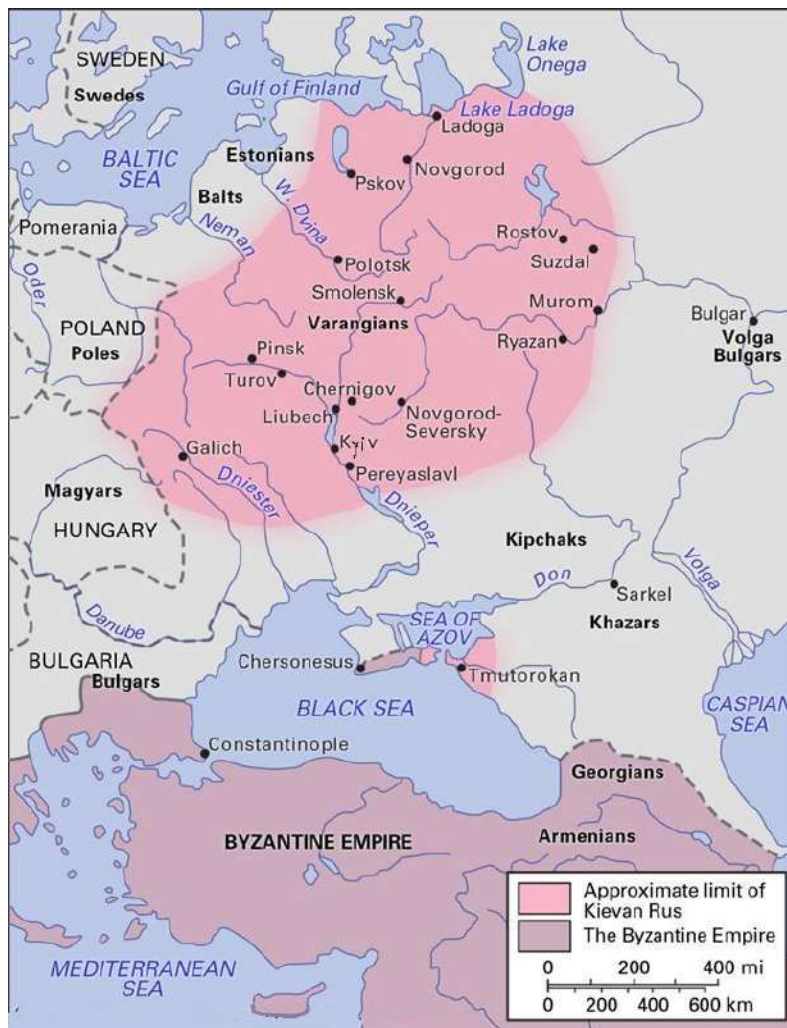 SWEDEN
Swedes
Lake
Onega
Gulf of Finland
Lake Ladoga
Ladoga
BALTIC
SEA
Estonians
Novgorod
Pskov
Balts
W. Dvina
Neman
Pomerania
Rostov
Suzdal
Polotsk
Oder
Smolensk
Murom
Bulgar
POLAND
Poles
Varangians
Ryazan
Volga
Bulgars
Pinsk
Turov
Chernigov
Liubech
Novgorod-
Seversky
Galich
Kyiv
Pereyaslavl
Dniester
Dnieper
Magyars
HUNGARY
Kipchaks
Don
Volga
Sarkel
Danube
SEA OF
AZOV
Khazars
BULGARIA
Bulgars
Chersonesus
Tmutorokan
BLACK SEA
CASPIAN
SEA
Constantinople
Georgians
BYZANTINE EMPIRE
Armenians
Approximate limit of
Kievan Rus
The Byzantine Empire
MEDITERRANEAN
SEA
0 200 400 mi
0 200 400 600 km